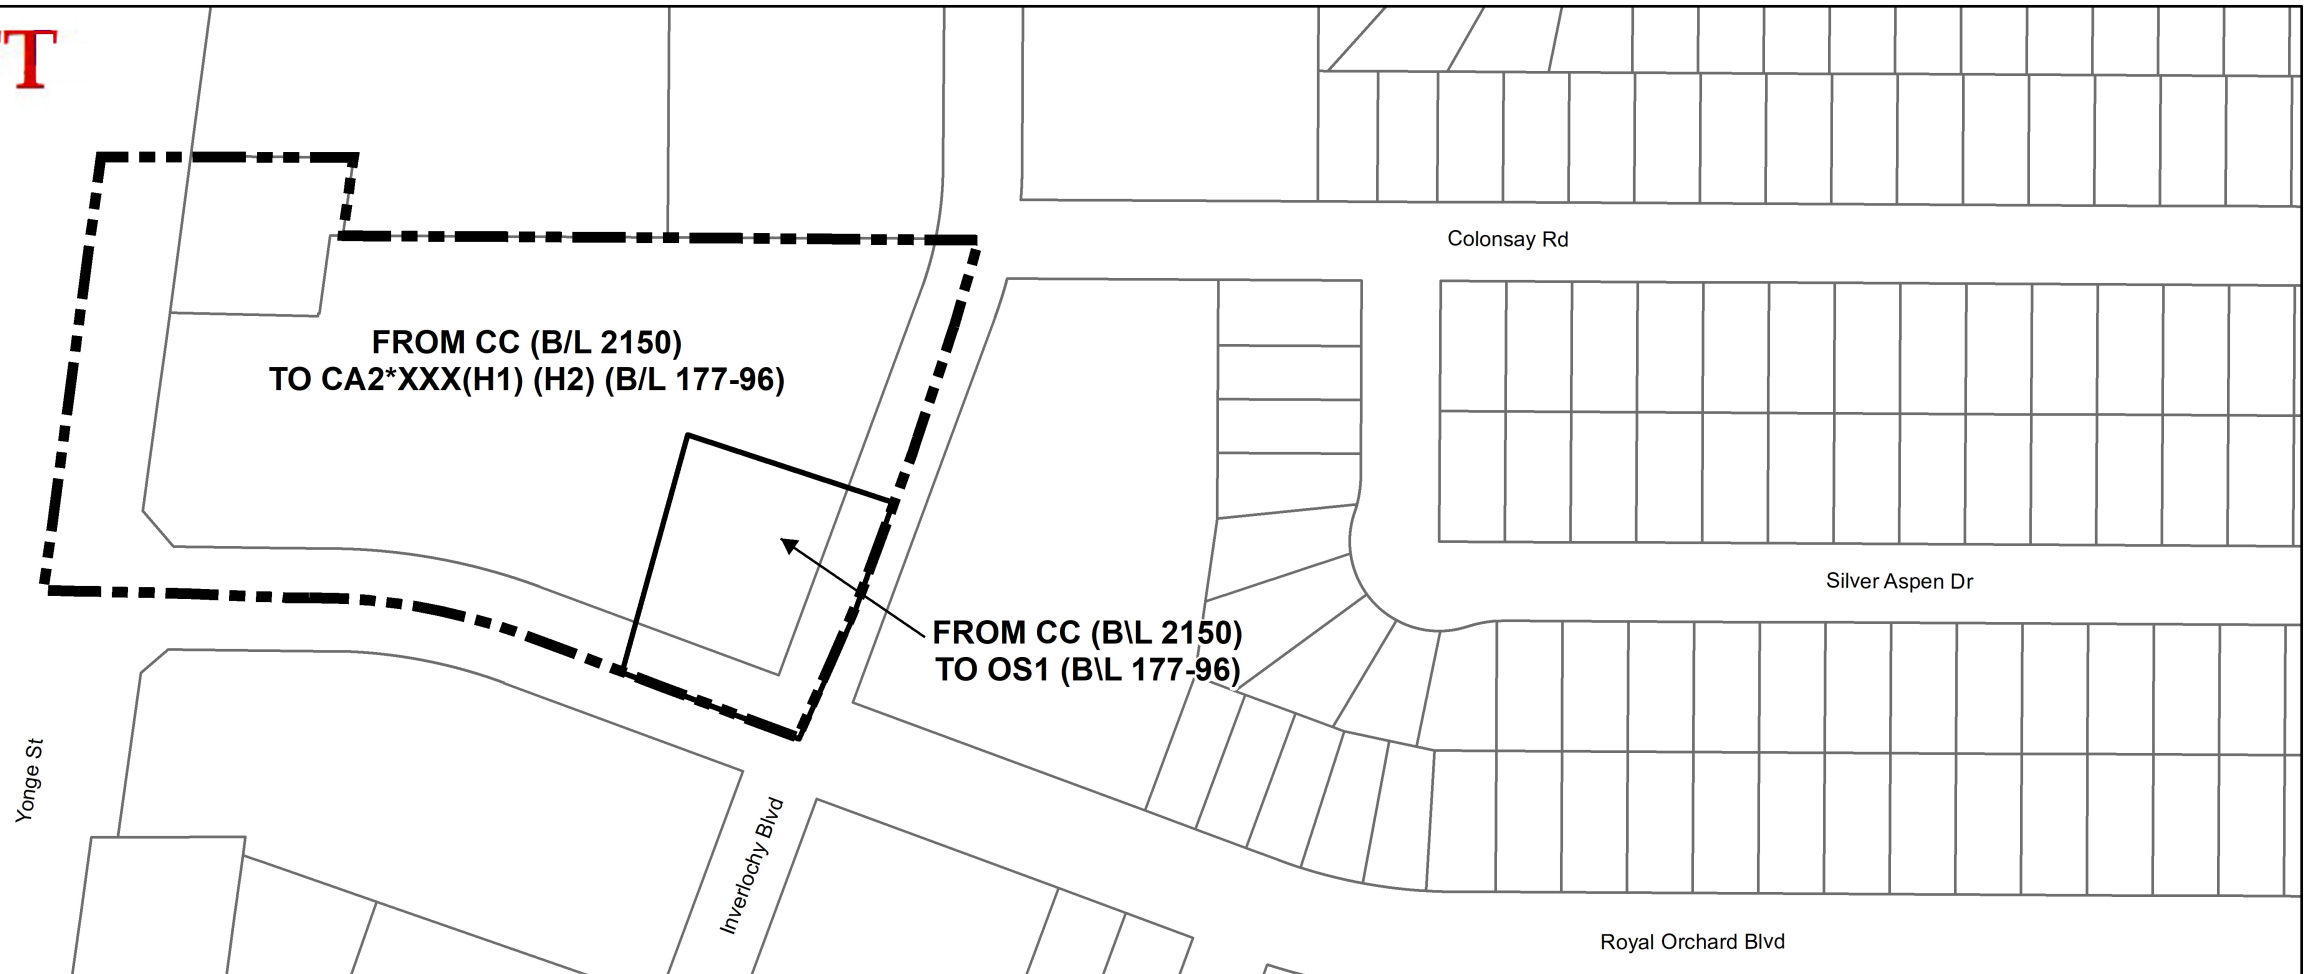 T
Colonsay Rd
FROM CC (B/L 2150)
TO CA2*XXX(H1) (H2) (B/L 177-96)
Silver Aspen Dr
FROM CC (B\L 2150)
TO OS1 (B\L 177-96)
Yonge St
Inverlochy Blvd
Royal Orchard Blvd